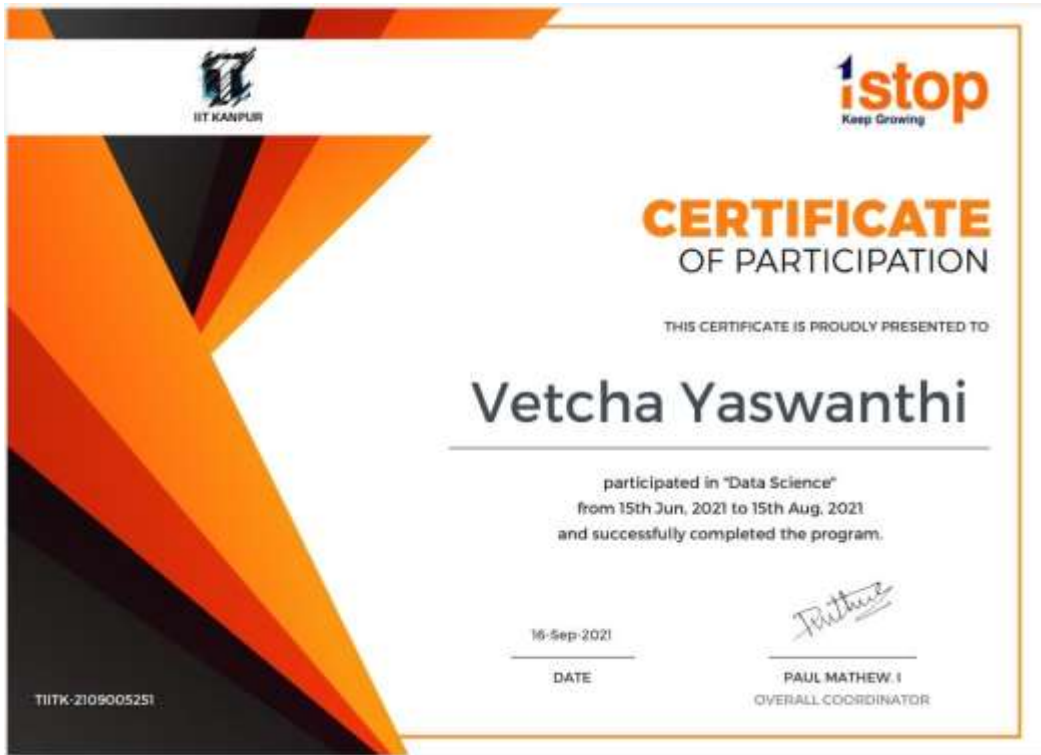 IIT KANPUR
1stop
Keep Growing
CERTIFICATE
OF PARTICIPATION
THIS CERTIFICATE IS PROUDLY PRESENTED TO
Vetcha Yaswanthi
participated in "Data Science"
from 15th Jun, 2021 to 15th Aug, 2021
and successfully completed the program.
16-Sep-2021
DATE
PAUL MATHEW. I
OVERALL COORDINATOR
TIITK-2109005251